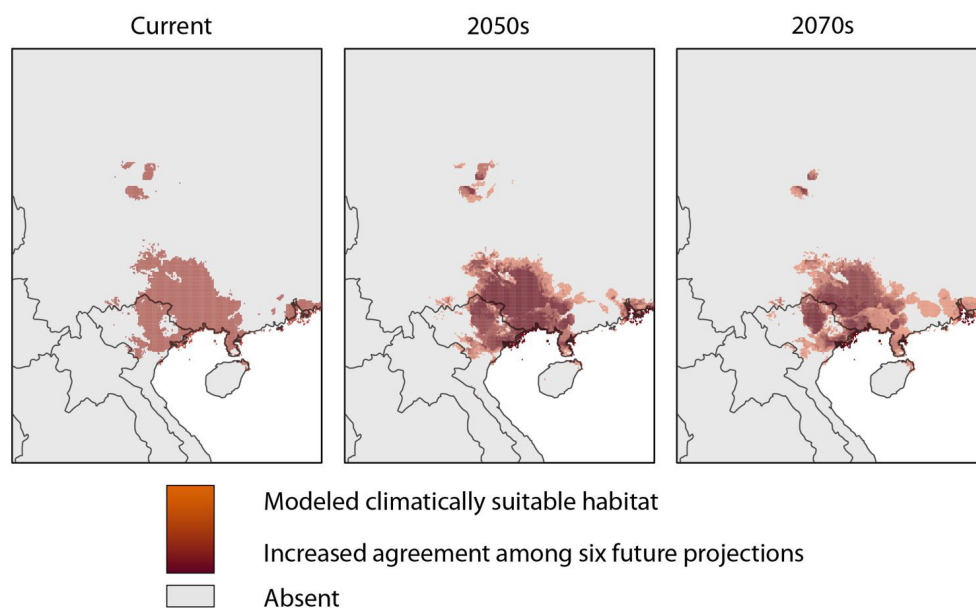 Current
2050s
2070s
Modeled climatically suitable habitat
Increased agreement among six future projections
Absent